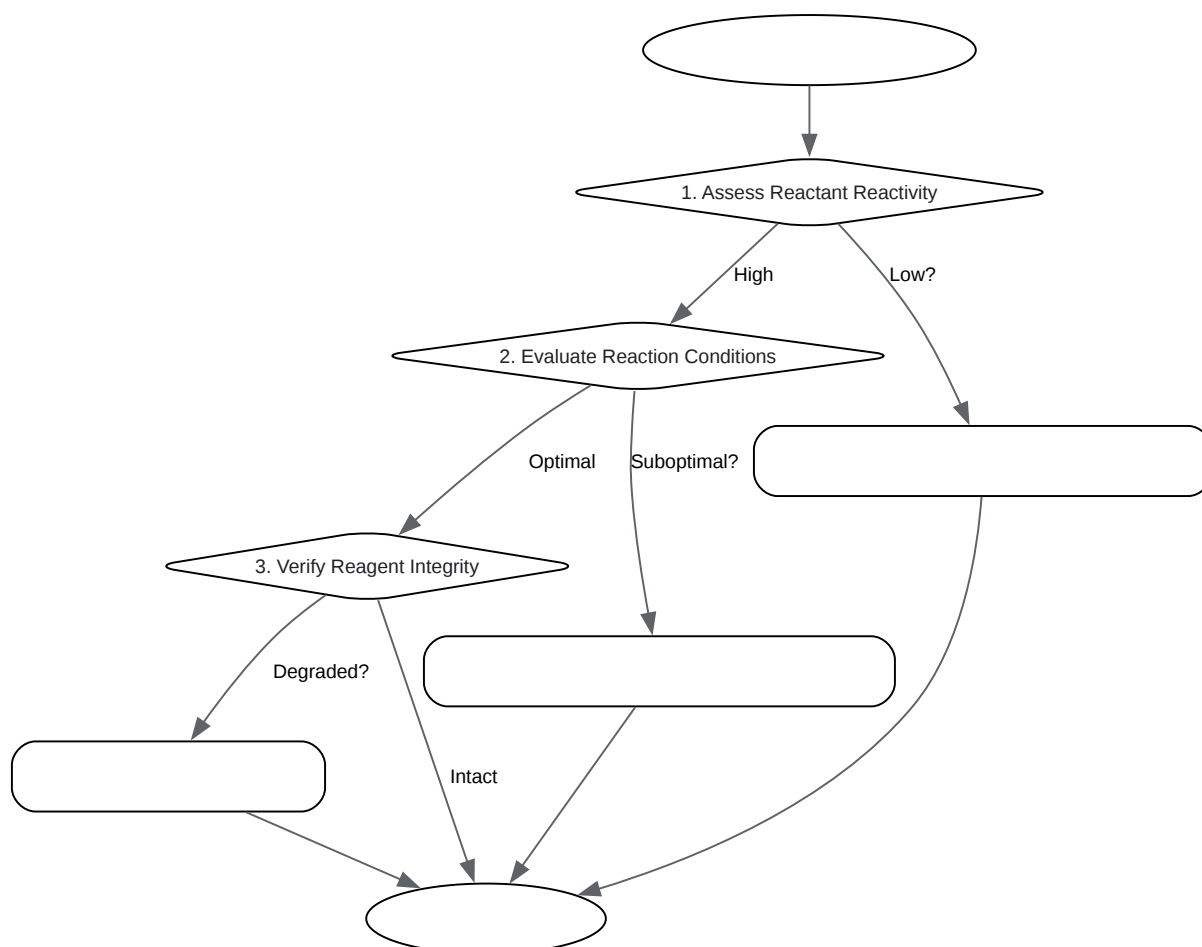 1. Assess Reactant Reactivity
High
Low?
2. Evaluate Reaction Conditions
Optimal
Suboptimal?
3. Verify Reagent Integrity
Degraded?
Intact